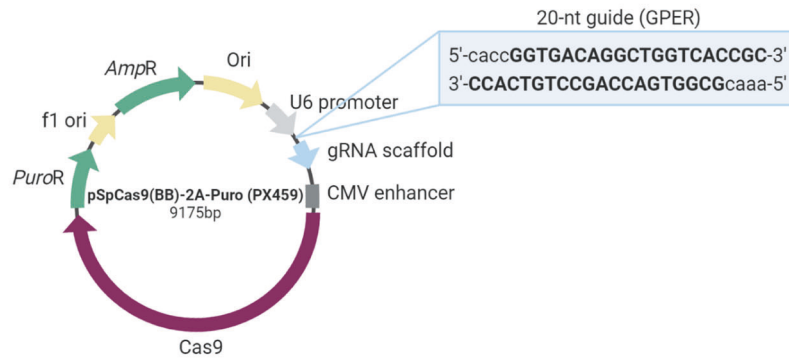 20-nt guide (GPER)
5'-caccGGTGACAGGCTGGTCACCGC-3'
3'-CCACTGTCCGACCAGTGGCGcaaa-5'
AmpR
Ori
U6 promoter
f1 ori
gRNA scaffold
PuroR
pSpCas9(BB)-2A-Puro (PX459)
9175bp
CMV enhancer
Cas9